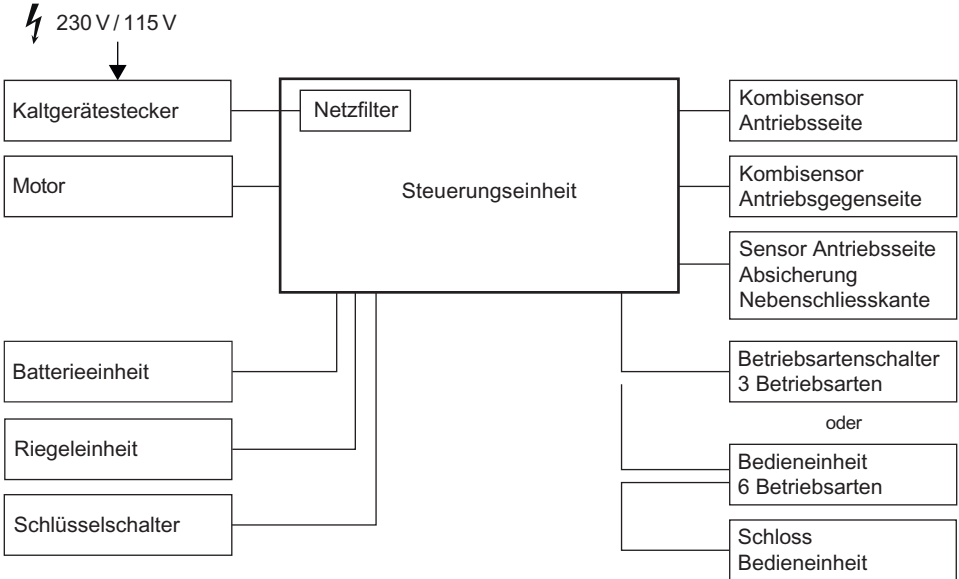 230 V / 115 V
Kaltgerätestecker
Netzfilter
Motor
Steuerungseinheit
Batterieeinheit
Riegeleinheit
Schlüsselschalter
Kombisensor
Antriebsseite
Kombisensor
Antriebsgegenseite
Sensor Antriebsseite
Absicherung
Nebenschliesskante
Betriebsartenschalter
3 Betriebsarten
oder
Bedieneinheit
6 Betriebsarten
Schloss
Bedieneinheit